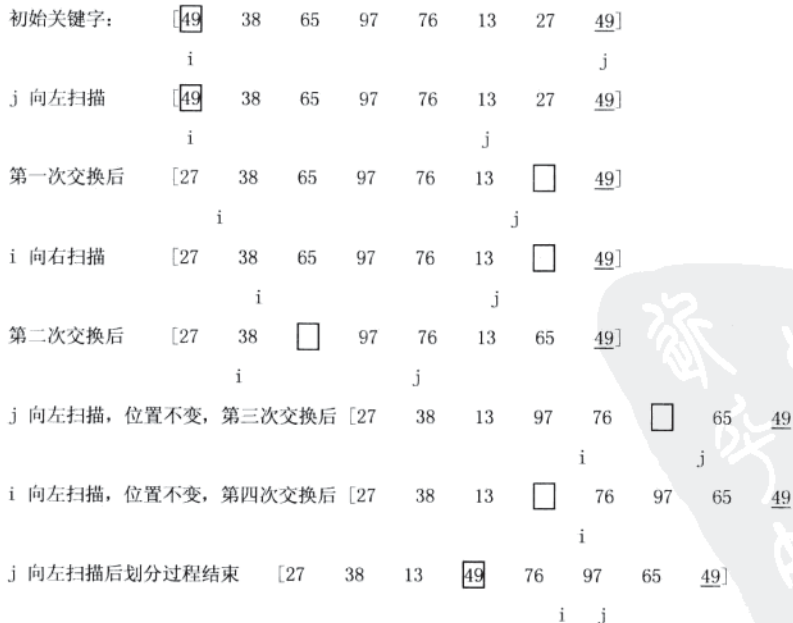 初始关键字： [49 38 65 97 76 13 27 49]
i j
j 向左扫描 [49 38 65 97 76 13 27 49]
i j
第一次交换后 [27 38 65 97 76 13 □ 49]
i j
i 向右扫描 [27 38 65 97 76 13 □ 49]
i j
第二次交换后 [27 38 □ 97 76 13 65 49]
i j
j 向左扫描，位置不变，第三次交换后 [27 38 13 97 76 □ 65 49
i j
i 向左扫描，位置不变，第四次交换后 [27 38 13 □ 76 97 65 49
i
j 向左扫描后划分过程结束 [27 38 13 49 76 97 65 49]
i j